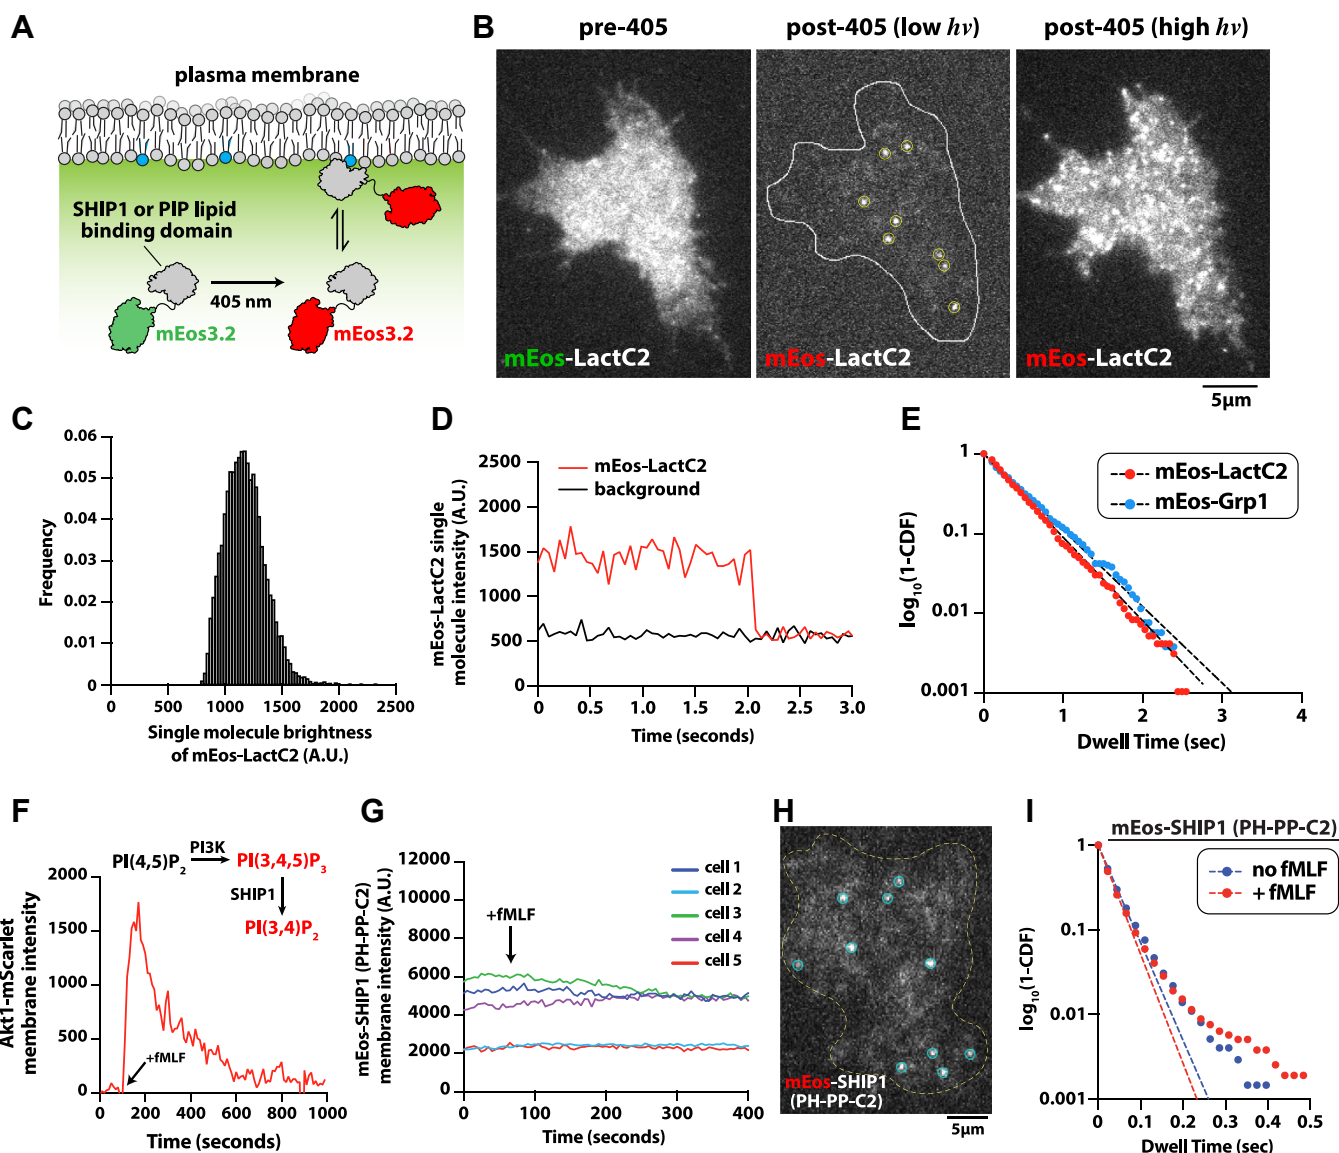 A
plasma membrane
SHIP1 or PIP lipid
binding domain
405 nm
mEos3.2
mEos3.2
B
pre-405
post-405 (low hv)
post-405 (high hv)
mEos-LactC2
mEos-LactC2
mEos-LactC2
5μm
C
0.06
0.05
0.04
0.03
0.02
0.01
0
Frequency
0
500
1000
1500
2000
2500
Single molecule brightness
of mEos-LactC2 (A.U.)
D
2500
2000
1500
1000
500
0
mEos-LactC2 single
molecule intensity (A.U.)
mEos-LactC2
background
0
0.5
1.0
1.5
2.0
2.5
3.0
Time (seconds)
E
1
0.1
0.01
0.001
log10(1-CDF)
mEos-LactC2
mEos-Grp1
0
1
2
3
4
Dwell Time (sec)
F
PI(4,5)P2
PI3K
PI(3,4,5)P3
SHIP1
PI(3,4)P2
2000
1500
1000
500
0
Akt1-mScarlet
membrane intensity
+fMLF
0
200
400
600
800
1000
Time (seconds)
G
12000
10000
8000
6000
4000
2000
0
mEos-SHIP1 (PH-PP-C2)
membrane intensity (A.U.)
+fMLF
cell 1
cell 2
cell 3
cell 4
cell 5
0
100
200
300
400
Time (seconds)
H
mEos-SHIP1
(PH-PP-C2)
5μm
I
mEos-SHIP1 (PH-PP-C2)
no fMLF
+ fMLF
1
0.1
0.01
0.001
log10(1-CDF)
0
0.1
0.2
0.3
0.4
0.5
Dwell Time (sec)